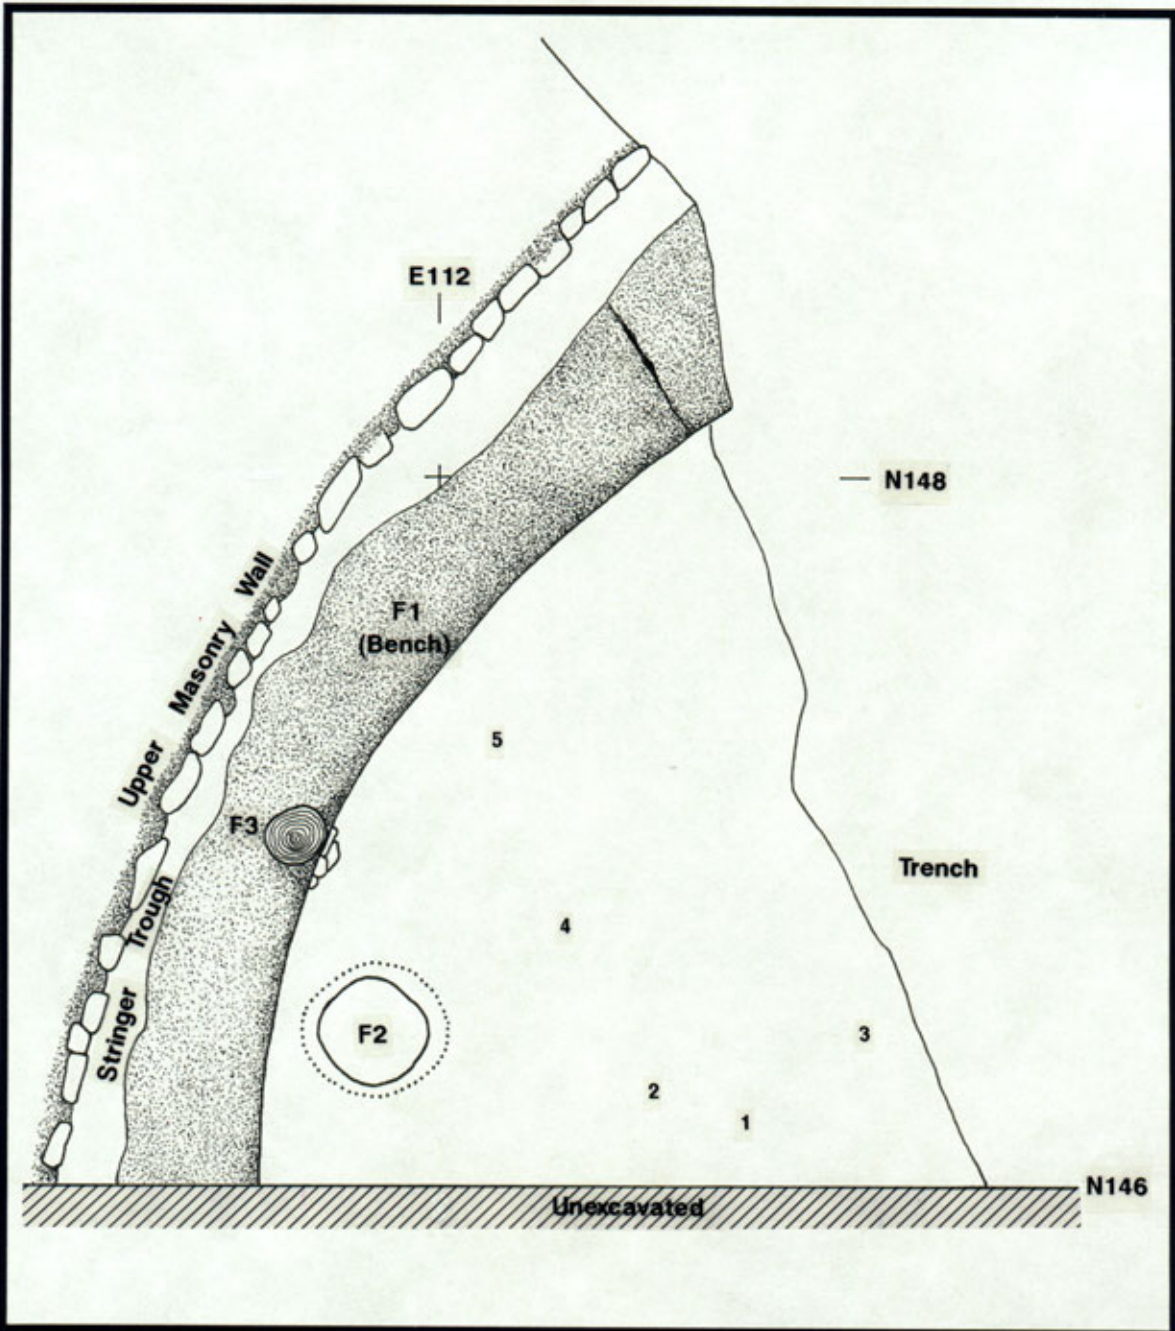 E112
N148
Upper Masonry Wall
F1
(Bench)
5
F3
Trench
Stringer Trough
4
F2
3
2
1
N146
Unexcavated